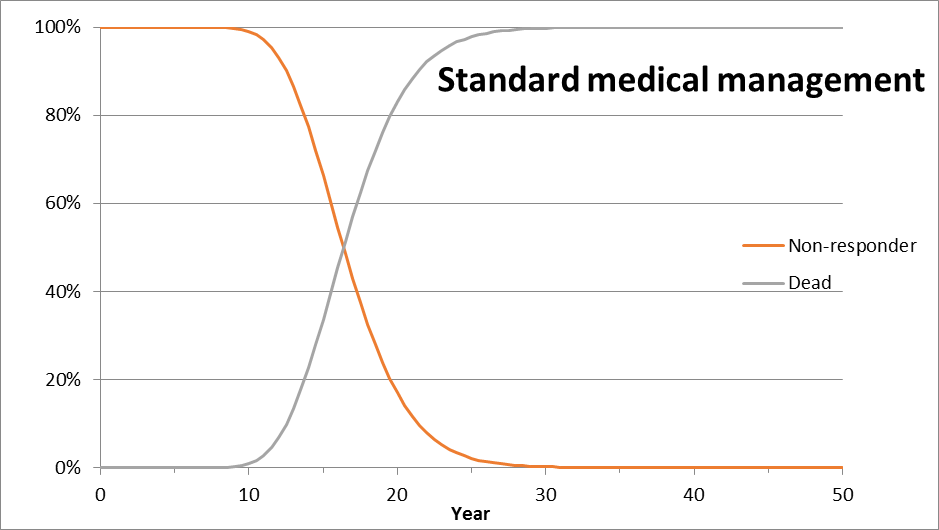 100%
Standard medical management
80%
60%
Non-responder
Dead
40%
20%
0%
0 10 20 30 40 50
Year